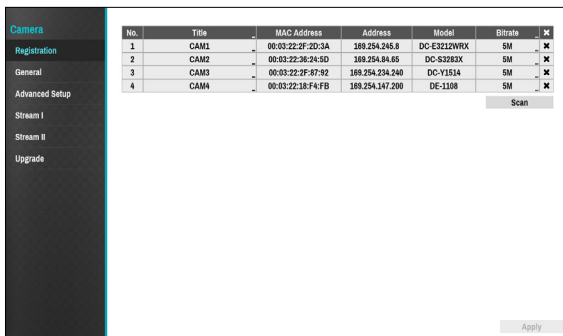 Camera
Registration
General
Advanced Setup
Stream I
Stream II
Upgrade
No. Title MAC Address Address Model Bitrate
1 CAM1 00:03:22:2F:2D:3A 169.254.245.8 DC-E3212WRX 5M
2 CAM2 00:03:22:36:24:5D 169.254.84.65 DC-S3283X 5M
3 CAM3 00:03:22:2F:87:92 169.254.234.240 DC-Y1514 5M
4 CAM4 00:03:22:18:F4:FB 169.254.147.200 DE-1108 5M
Scan
Apply